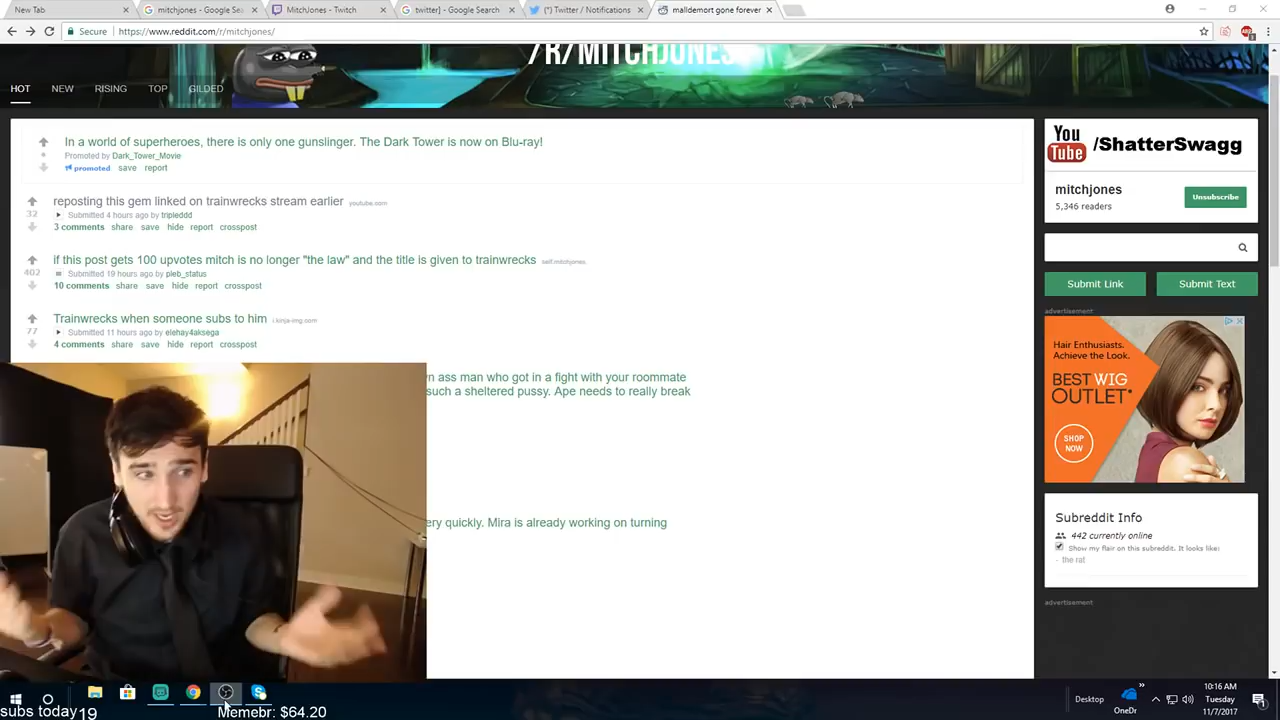 New Tab
mitchjones - Google Sea
MitchJones - Twitch
twitter] - Google Search
(*) Twitter / Notifications
malldemort gone forever
Secure
https://www.reddit.com/r/mitchjones/
/R/MITCHJONES
HOT NEW RISING TOP GILDED
In a world of superheroes, there is only one gunslinger. The Dark Tower is now on Blu-ray!
Promoted by Dark_Tower_Movie
promoted save report
reposting this gem linked on trainwrecks stream earlier youtube.com
32
Submitted 4 hours ago by tripleddd
3 comments share save hide report crosspost
if this post gets 100 upvotes mitch is no longer "the law" and the title is given to trainwrecks self.mitchjones
402
Submitted 19 hours ago by pleb_status
10 comments share save hide report crosspost
Trainwrecks when someone subs to him i.kinja-img.com
77
Submitted 11 hours ago by elehay4aksega
4 comments share save hide report crosspost
n ass man who got in a fight with your roommate
such a sheltered pussy. Ape needs to really break
ery quickly. Mira is already working on turning
You
Tube
/ShatterSwagg
mitchjones
5,346 readers
Unsubscribe
Submit Link
Submit Text
advertisement
Hair Enthusiasts.
Achieve the Look.
BEST WIG
OUTLET
SHOP
NOW
Subreddit Info
442 currently online
Show my flair on this subreddit. It looks like:
- the rat
advertisement
Desktop
OneDr
10:16 AM
Tuesday
11/7/2017
subs today 19
Memebr: $64.20